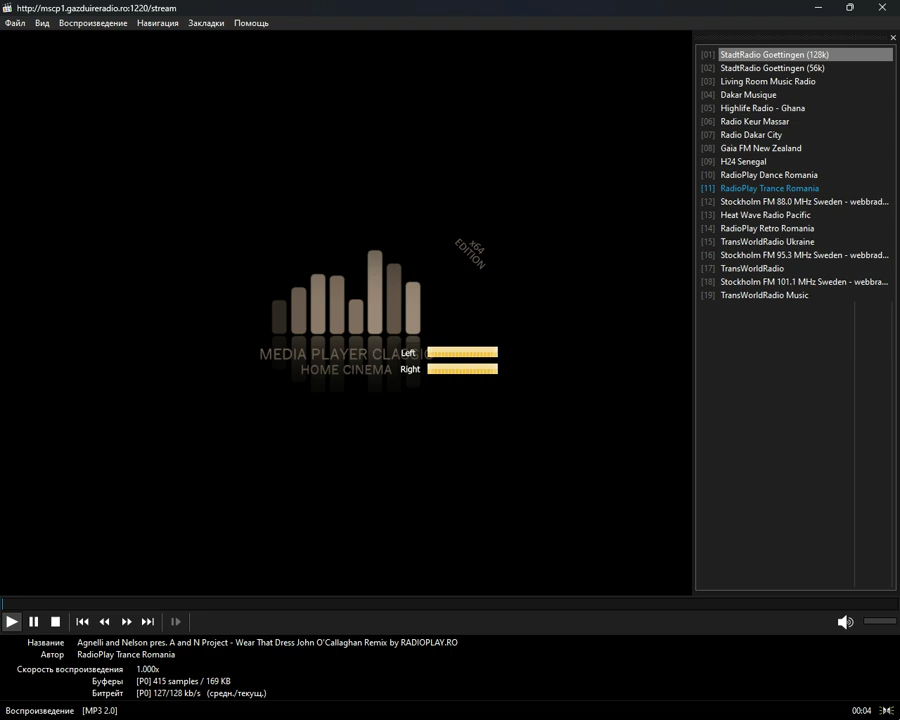 http://mscp1.gazduireradio.ro:1220/stream
Файл Вид Воспроизведение Навигация Закладки Помощь
[01] StadtRadio Goettingen (128k)
[02] StadtRadio Goettingen (56k)
[03] Living Room Music Radio
[04] Dakar Musique
[05] Highlife Radio - Ghana
[06] Radio Keur Massar
[07] Radio Dakar City
[08] Gaia FM New Zealand
[09] H24 Senegal
[10] RadioPlay Dance Romania
[11] RadioPlay Trance Romania
[12] Stockholm FM 88.0 MHz Sweden - webbrad...
[13] Heat Wave Radio Pacific
[14] RadioPlay Retro Romania
[15] TransWorldRadio Ukraine
[16] Stockholm FM 95.3 MHz Sweden - webbrad...
[17] TransWorldRadio
[18] Stockholm FM 101.1 MHz Sweden - webbra...
[19] TransWorldRadio Music
x64
EDITION
MEDIA PLAYER CLASSIC
HOME CINEMA
Left
Right
Название Agnelli and Nelson pres. A and N Project - Wear That Dress John O'Callaghan Remix by RADIOPLAY.RO
Автор RadioPlay Trance Romania
Скорость воспроизведения 1.000x
Буферы [P0] 415 samples / 169 KB
Битрейт [P0] 127/128 kb/s (средн./текущ.)
Воспроизведение [MP3 2.0] 00:04